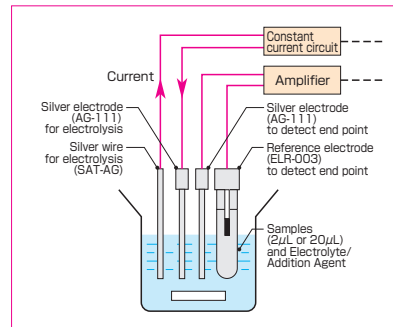 Constant
current circuit
Current
Amplifier
Silver electrode
(AG-111)
for electrolysis
Silver electrode
(AG-111)
to detect end point
Silver wire
for electrolysis
(SAT-AG)
Reference electrode
(ELR-003)
to detect end point
Samples
(2μL or 20μL)
and Electrolyte/
Addition Agent